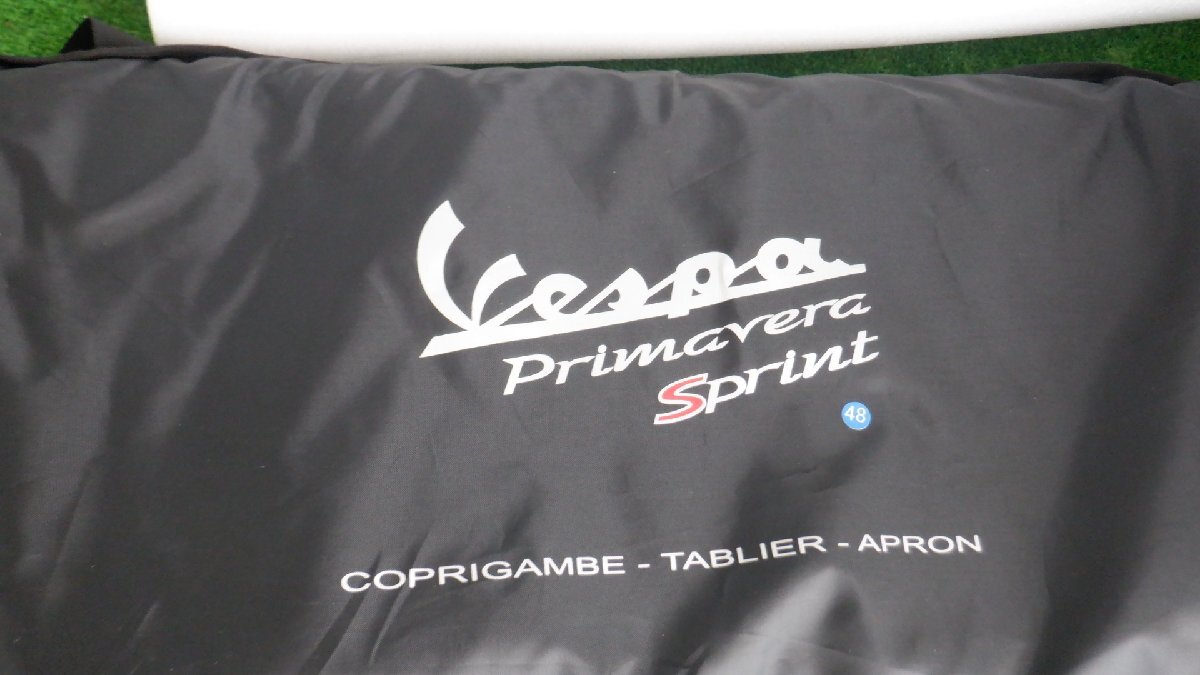 Vespa
Primavera
Sprint
48
COPRIGAMBE - TABLIER - APRON